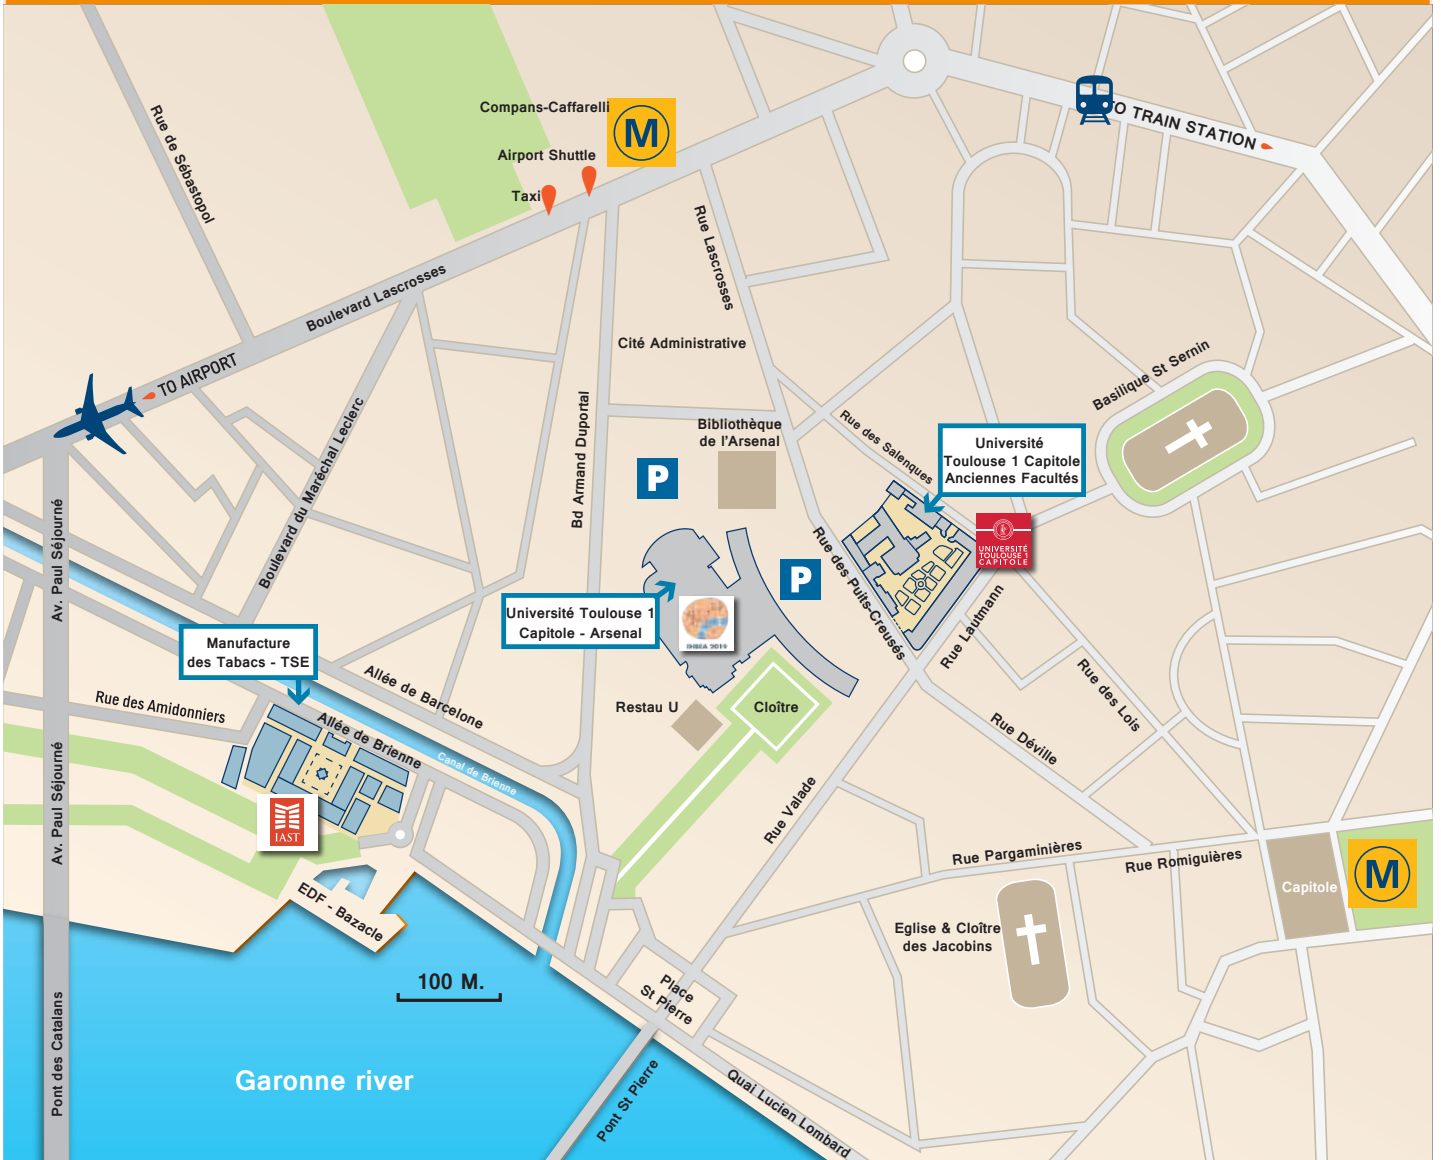 Compans-Caffarelli
M
Airport Shuttle
Taxi
TO TRAIN STATION
Rue de Sébastopol
Rue Lascrosses
Boulevard Lascrosses
TO AIRPORT
Cité Administrative
Basilique St Sernin
Boulevard du Maréchal Leclerc
Bd Armand Duportal
Bibliothèque
de l'Arsenal
Rue des Salenques
Université
Toulouse 1 Capitole
Anciennes Facultés
P
Av. Paul Séjourné
Rue des Puits-Creusés
UNIVERSITÉ
TOULOUSE 1
CAPITOLE
P
Université Toulouse 1
Capitole - Arsenal
Rue Lautmann
Manufacture
des Tabacs - TSE
Allée de Barcelone
Rue des Amidonniers
Allée de Brienne
Canal de Brienne
Restau U
Cloître
Rue des Lois
Rue Déville
Av. Paul Séjourné
IAST
Rue Valade
Rue Pargaminières
Rue Romiguières
Capitole
M
EDF - Bazacle
Eglise & Cloître
des Jacobins
100 M.
Place
St Pierre
Pont des Catalans
Garonne river
Pont St Pierre
Quai Lucien Lombard